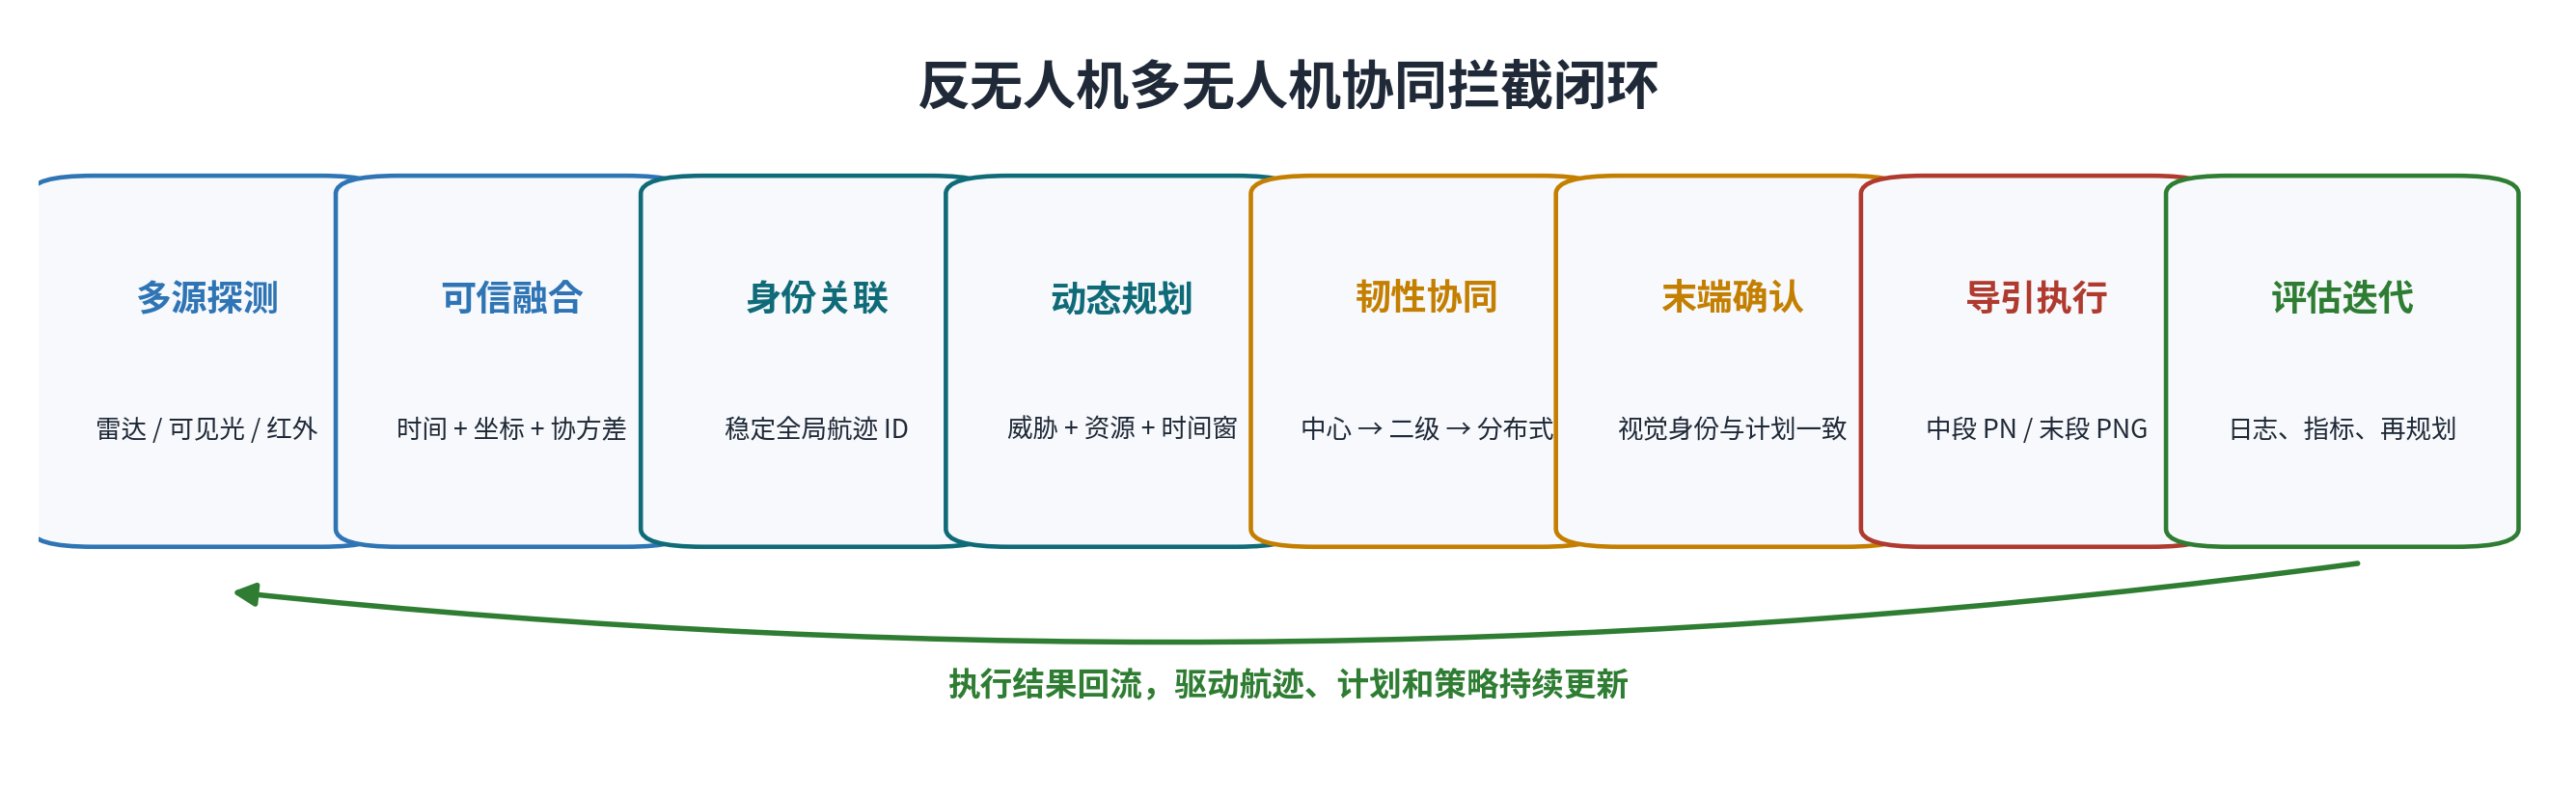 反无人机多无人机协同拦截闭环
多源探测
雷达 / 可见光 / 红外
可信融合
时间 + 坐标 + 协方差
身份关联
稳定全局航迹 ID
动态规划
威胁 + 资源 + 时间窗
韧性协同
中心 → 二级 → 分布式
末端确认
视觉身份与计划一致
导引执行
中段 PN / 末段 PNG
评估迭代
日志、指标、再规划
执行结果回流，驱动航迹、计划和策略持续更新